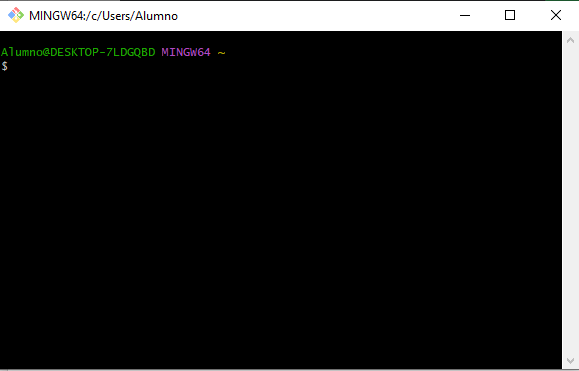 MINGW64:/c/Users/Alumno
Alumno@DESKTOP-7LDGQBD MINGW64 ~
$